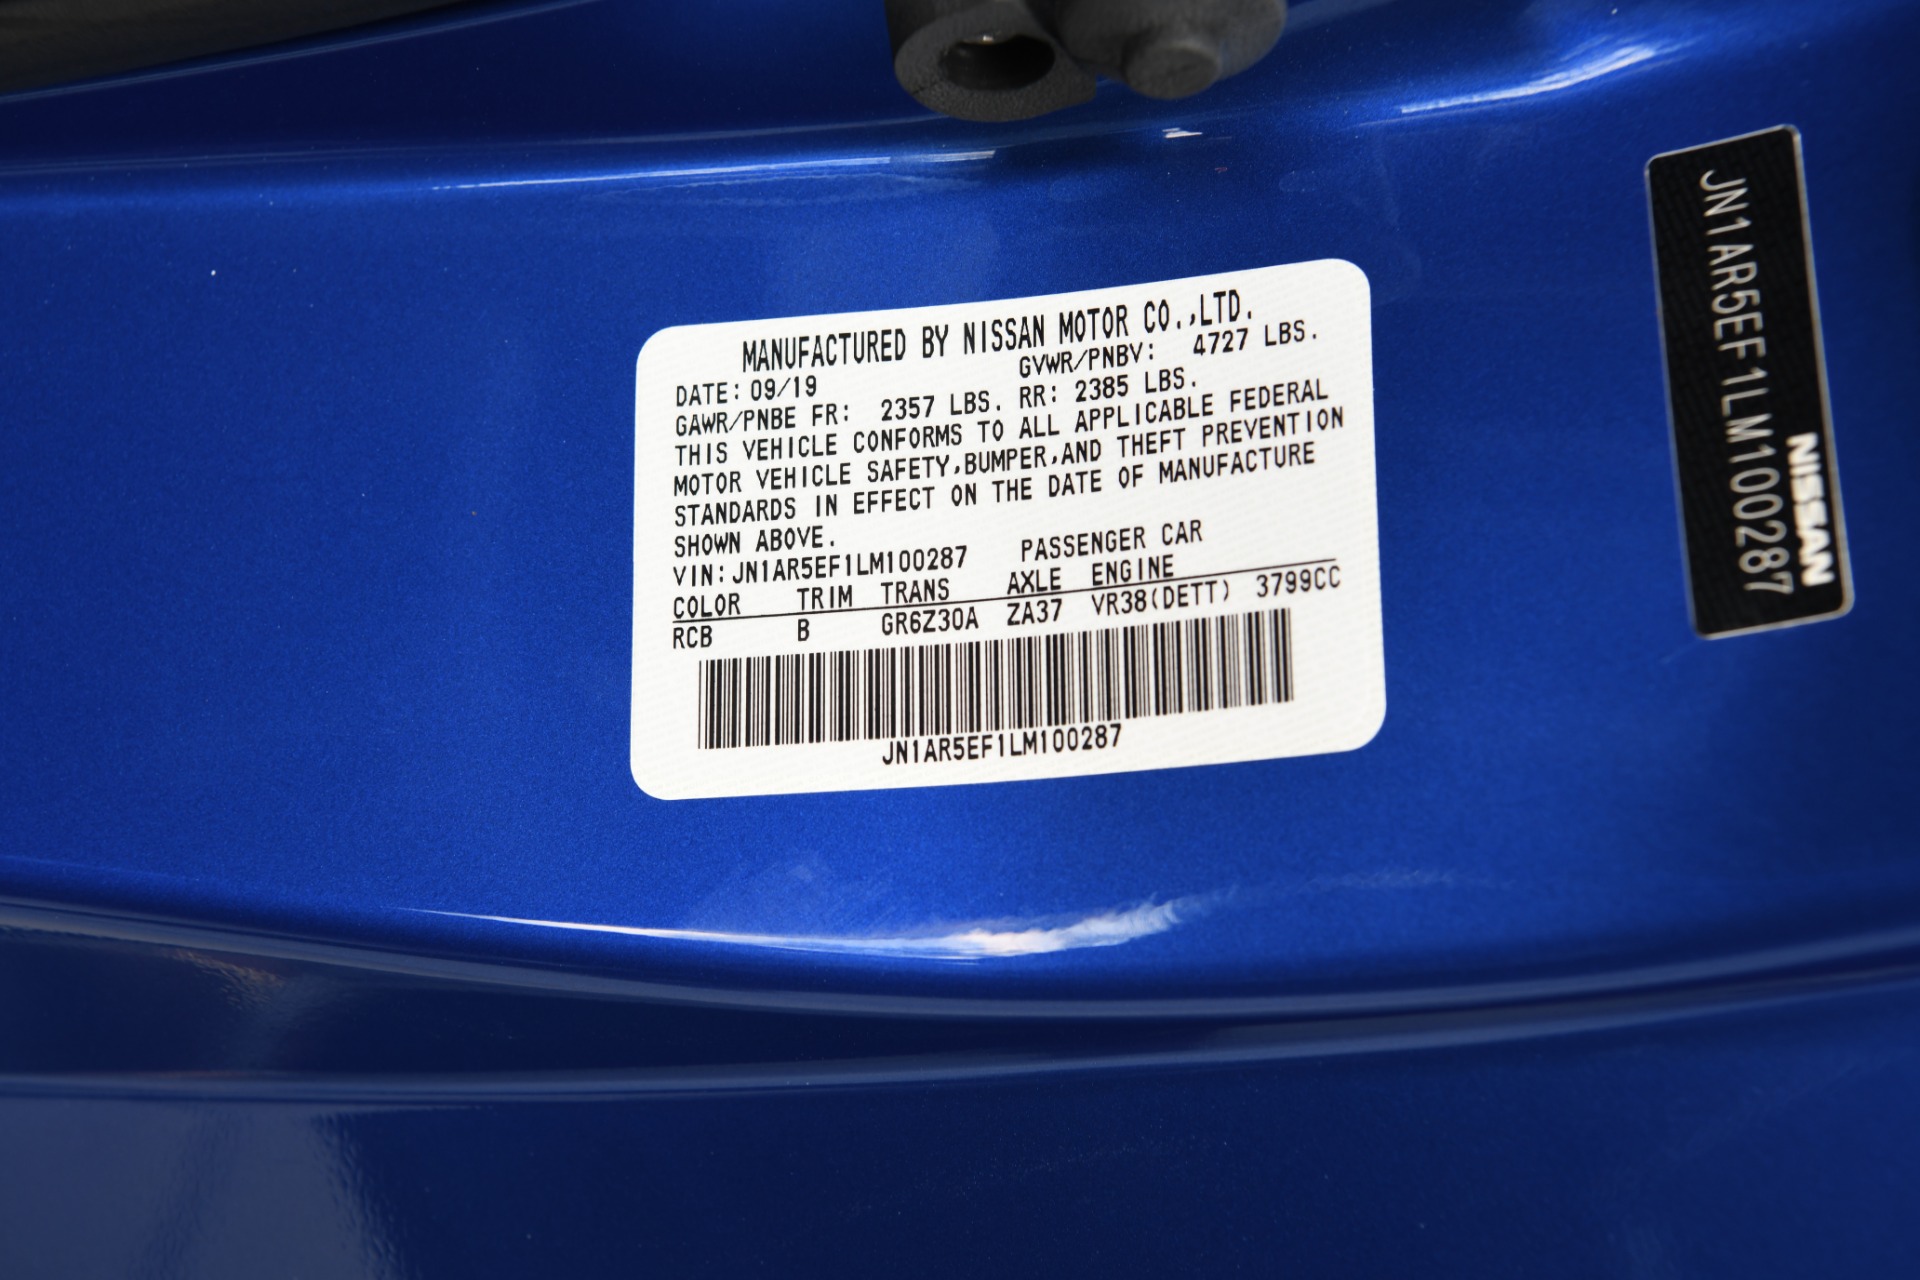 MANUFACTURED BY NISSAN MOTOR CO.,LTD.
DATE: 09/19 GVWR/PNBV: 4727 LBS.
GAWR/PNBE FR: 2357 LBS. RR: 2385 LBS.
THIS VEHICLE CONFORMS TO ALL APPLICABLE FEDERAL
MOTOR VEHICLE SAFETY,BUMPER,AND THEFT PREVENTION
STANDARDS IN EFFECT ON THE DATE OF MANUFACTURE
SHOWN ABOVE.
VIN: JN1AR5EF1LM100287 PASSENGER CAR
COLOR TRIM TRANS AXLE ENGINE
RCB B GR6Z30A ZA37 VR38(DETT) 3799CC
JN1AR5EF1LM100287
JN1AR5EF1LM100287
NISSAN